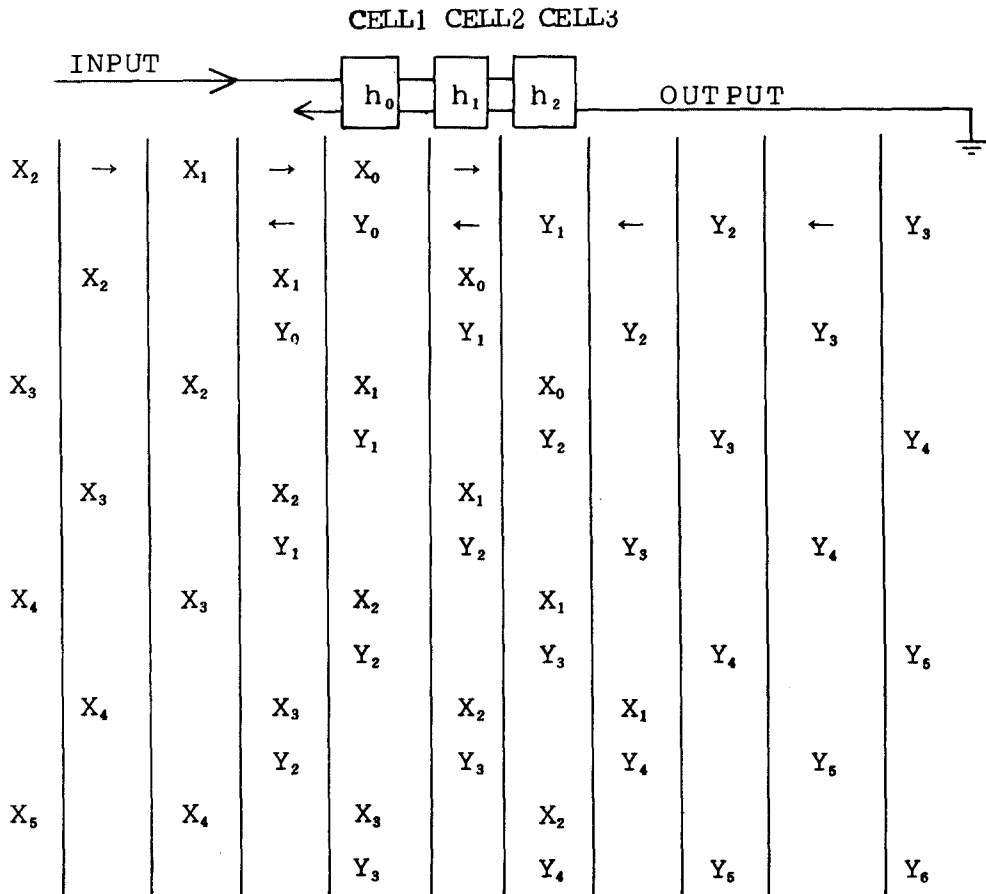 CELL1 CELL2 CELL3
INPUT
h₀ h₁ h₂ OUTPUT
X₂ → X₁ → X₀ →
← Y₀ ← Y₁ ← Y₂ ← Y₃
X₂ X₁ X₀
Y₀ Y₁ Y₂ Y₃
X₃ X₂ X₁ X₀
Y₁ Y₂ Y₃ Y₄
X₃ X₂ X₁
Y₁ Y₂ Y₃ Y₄
X₄ X₃ X₂ X₁
Y₂ Y₃ Y₄ Y₅
X₄ X₃ X₂ X₁
Y₂ Y₃ Y₄ Y₅
X₅ X₄ X₃ X₂
Y₃ Y₄ Y₅ Y₆